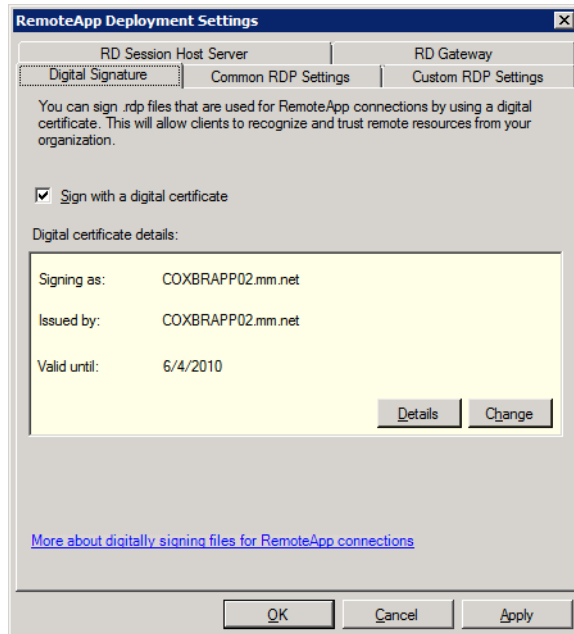 RemoteApp Deployment Settings
RD Session Host Server
RD Gateway
Digital Signature
Common RDP Settings
Custom RDP Settings
You can sign .rdp files that are used for RemoteApp connections by using a digital
certificate. This will allow clients to recognize and trust remote resources from your
organization.
Sign with a digital certificate
Digital certificate details:
Signing as: COXBRAPP02.mm.net
Issued by: COXBRAPP02.mm.net
Valid until: 6/4/2010
Details
Change
More about digitally signing files for RemoteApp connections
OK
Cancel
Apply